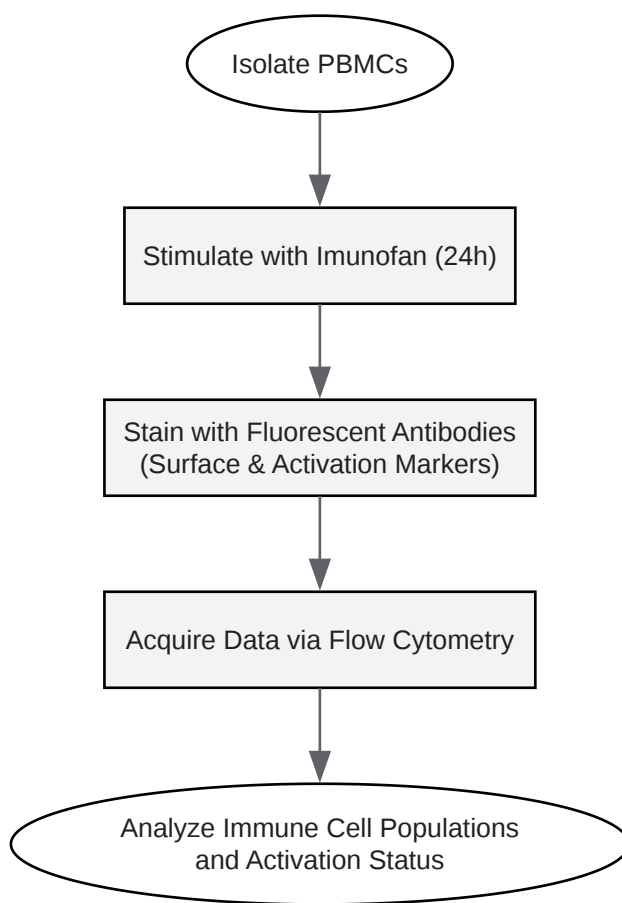 Isolate PBMCs
Stimulate with Imunofan (24h)
Stain with Fluorescent Antibodies
(Surface & Activation Markers)
Acquire Data via Flow Cytometry
Analyze Immune Cell Populations
and Activation Status